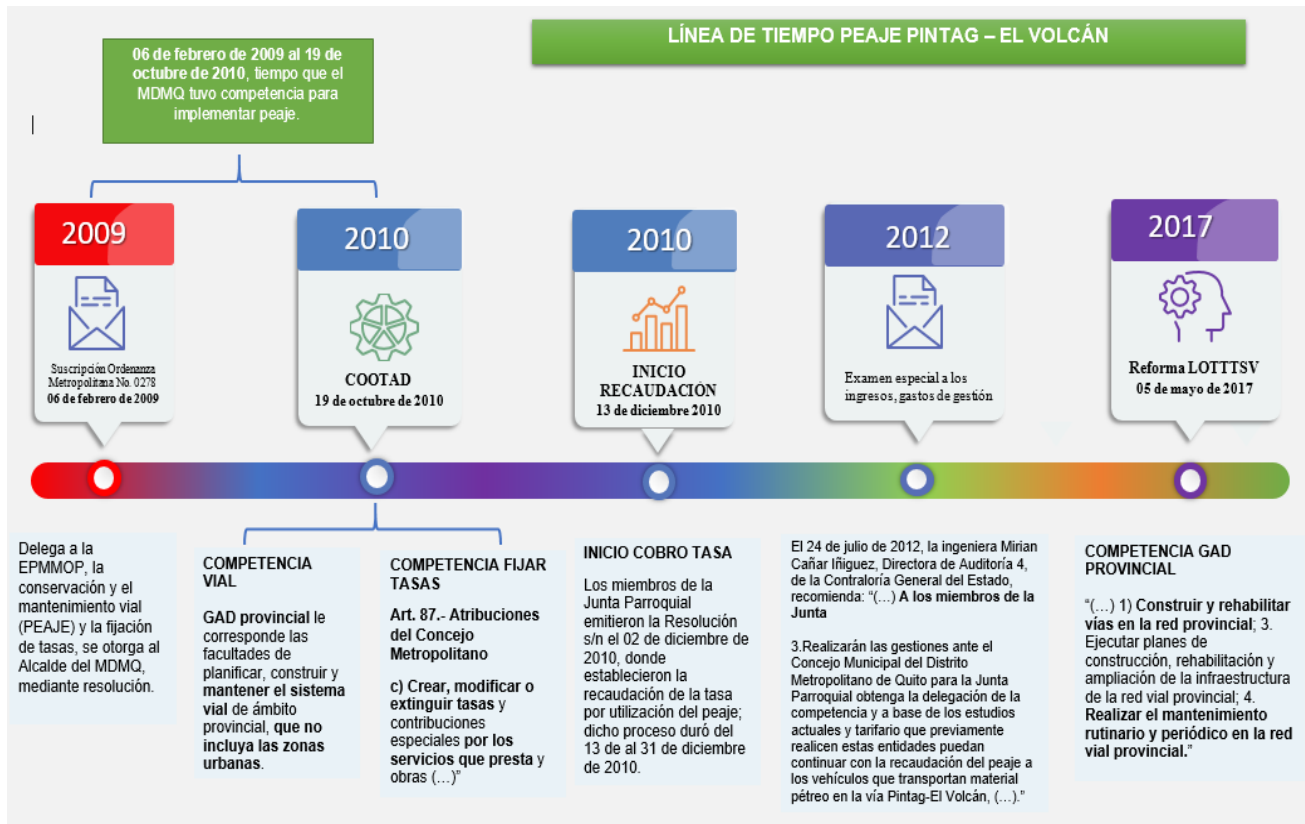 LÍNEA DE TIEMPO PEAJE PINTAG – EL VOLCÁN
06 de febrero de 2009 al 19 de
octubre de 2010, tiempo que el
MDMQ tuvo competencia para
implementar peaje.
2009
Suscripción Ordenanza
Metropolitana No. 0278
06 de febrero de 2009
2010
COOTAD
19 de octubre de 2010
2010
INICIO
RECAUDACIÓN
13 de diciembre 2010
2012
Examen especial a los
ingresos, gastos de gestión
2017
Reforma LOTTTSV
05 de mayo de 2017
Delega a la
EPMMOP, la
conservación y el
mantenimiento vial
(PEAJE) y la fijación
de tasas, se otorga al
Alcalde del MDMQ,
mediante resolución.
COMPETENCIA
VIAL
GAD provincial le
corresponde las
facultades de
planificar, construir y
mantener el sistema
vial de ámbito
provincial, que no
incluya las zonas
urbanas.
COMPETENCIA FIJAR
TASAS
Art. 87.- Atribuciones
del Concejo
Metropolitano
c) Crear, modificar o
extinguir tasas y
contribuciones
especiales por los
servicios que presta y
obras (…)”
INICIO COBRO TASA
Los miembros de la
Junta Parroquial
emitieron la Resolución
s/n el 02 de diciembre de
2010, donde
establecieron la
recaudación de la tasa
por utilización del peaje;
dicho proceso duró del
13 de al 31 de diciembre
de 2010.
El 24 de julio de 2012, la ingeniera Mirian
Cañar Iñiguez, Directora de Auditoría 4,
de la Contraloría General del Estado,
recomienda: “(…) A los miembros de la
Junta
3.Realizarán las gestiones ante el
Concejo Municipal del Distrito
Metropolitano de Quito para la Junta
Parroquial obtenga la delegación de la
competencia y a base de los estudios
actuales y tarifario que previamente
realicen estas entidades puedan
continuar con la recaudación del peaje a
los vehículos que transportan material
pétreo en la vía Pintag-El Volcán, (…).”
COMPETENCIA GAD
PROVINCIAL
“(…) 1) Construir y rehabilitar
vías en la red provincial; 3.
Ejecutar planes de
construcción, rehabilitación y
ampliación de la infraestructura
de la red vial provincial; 4.
Realizar el mantenimiento
rutinario y periódico en la red
vial provincial.”